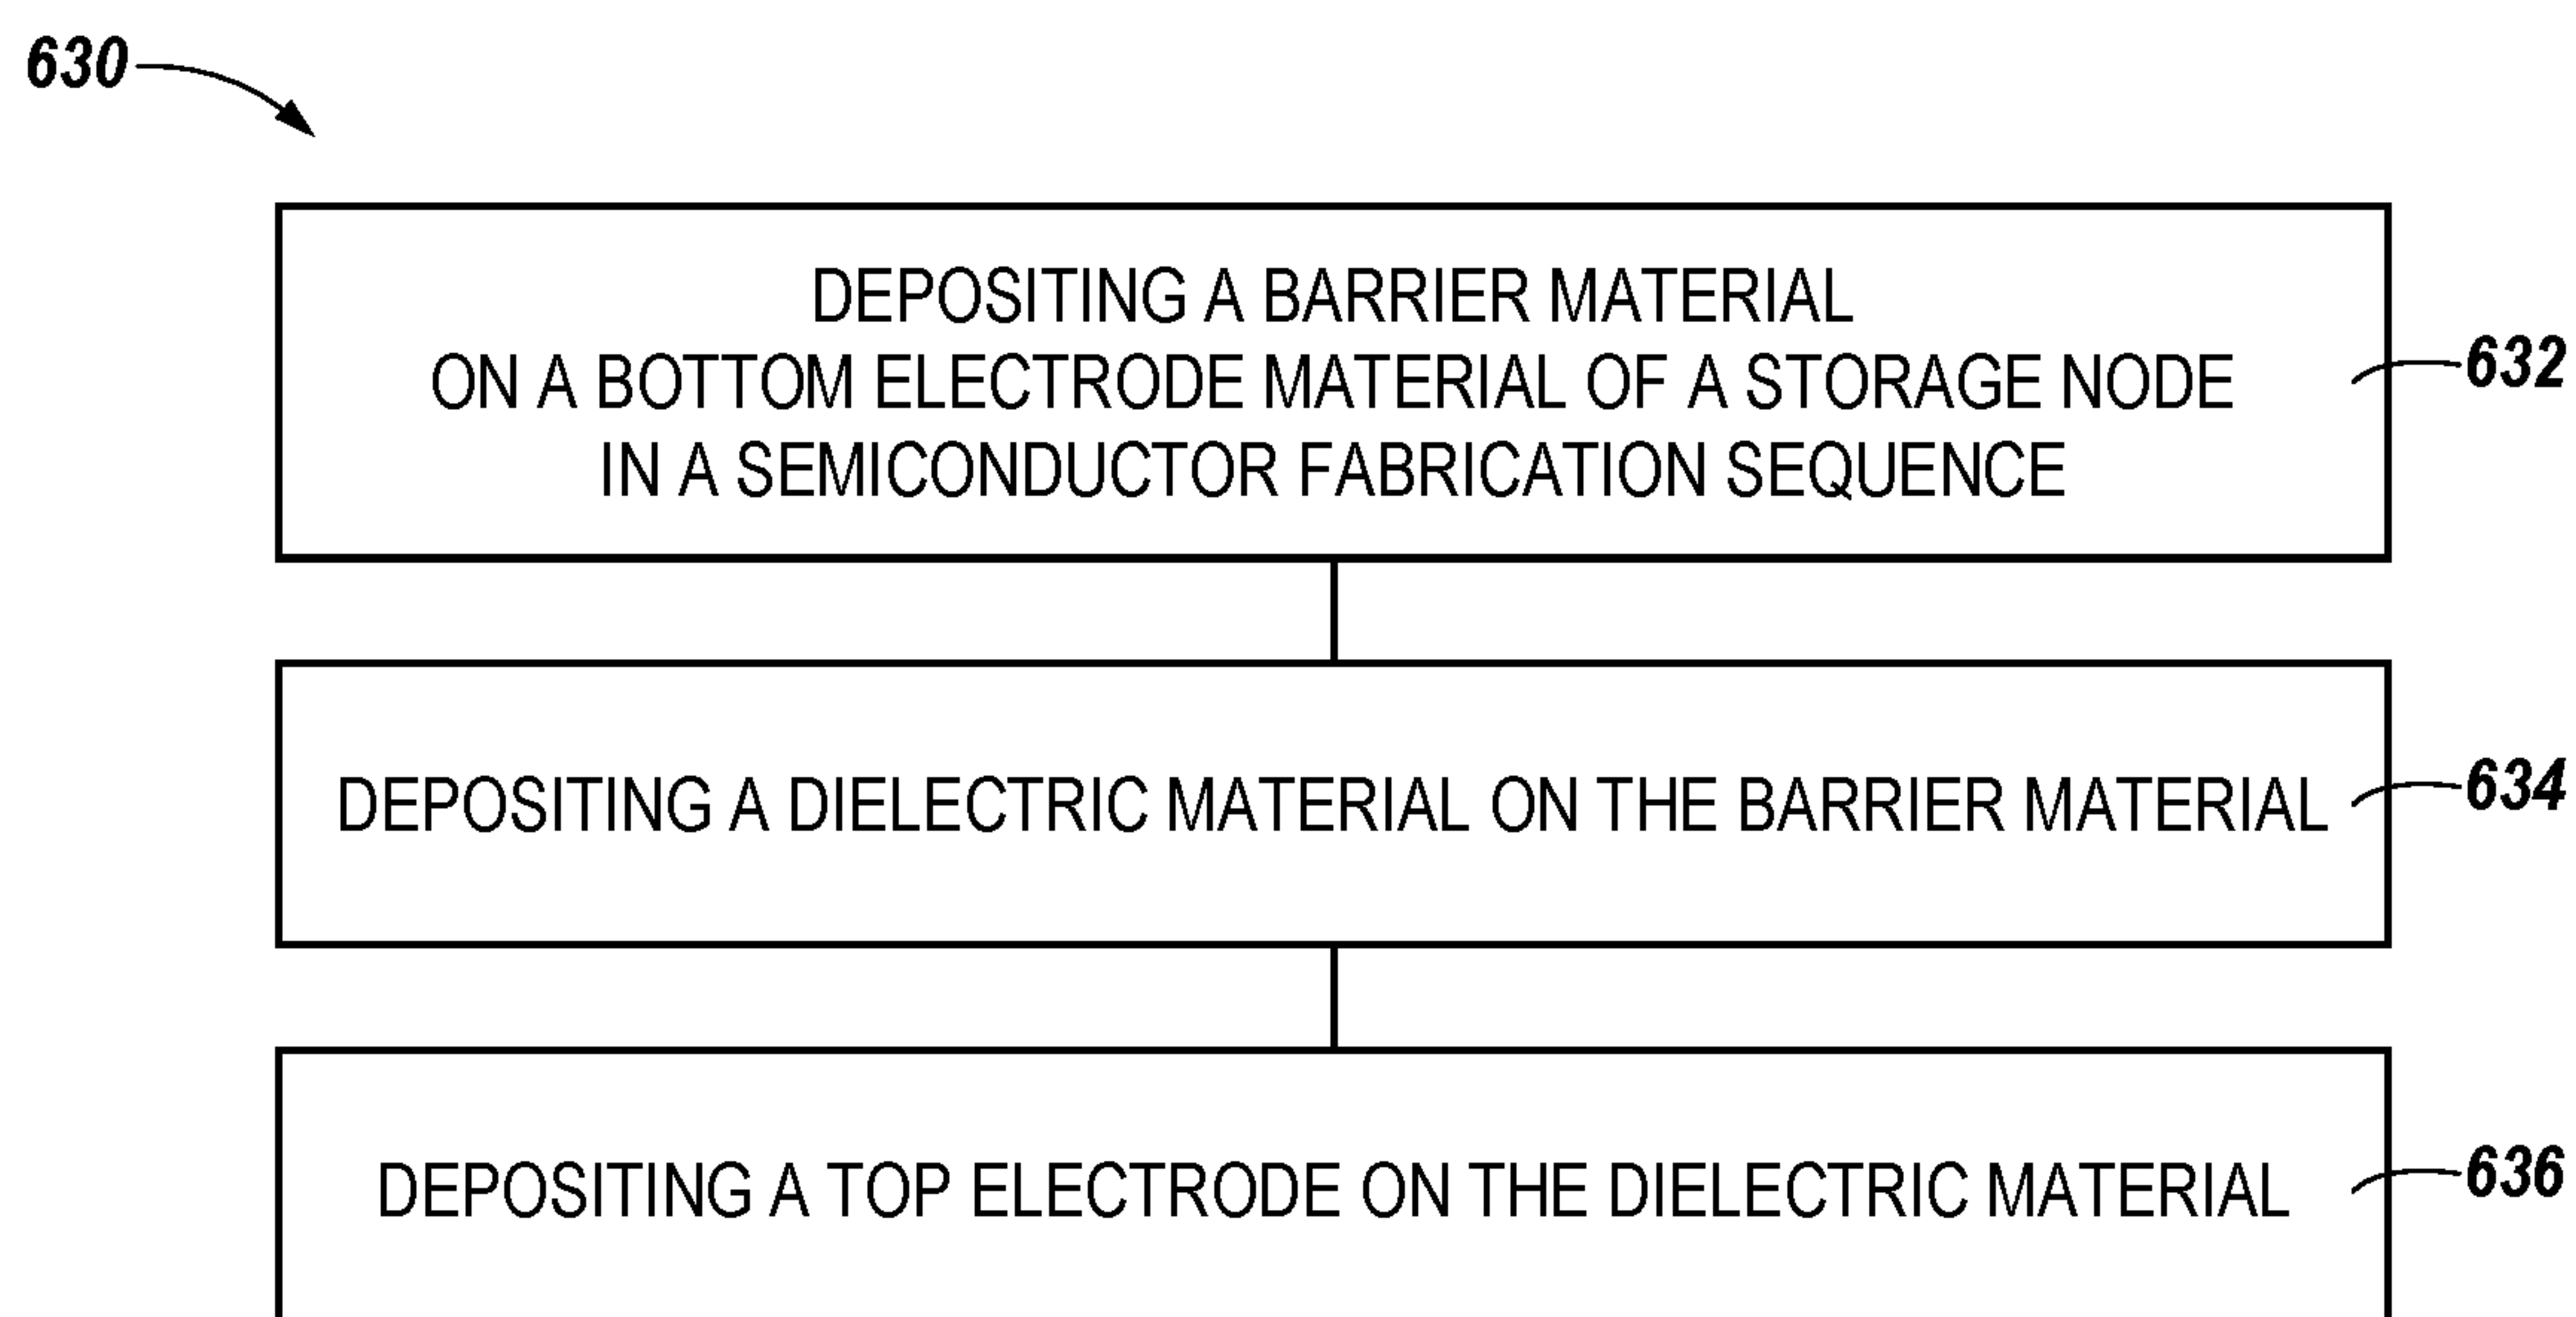 630
DEPOSITING A BARRIER MATERIAL
ON A BOTTOM ELECTRODE MATERIAL OF A STORAGE NODE
IN A SEMICONDUCTOR FABRICATION SEQUENCE
632
DEPOSITING A DIELECTRIC MATERIAL ON THE BARRIER MATERIAL
634
DEPOSITING A TOP ELECTRODE ON THE DIELECTRIC MATERIAL
636